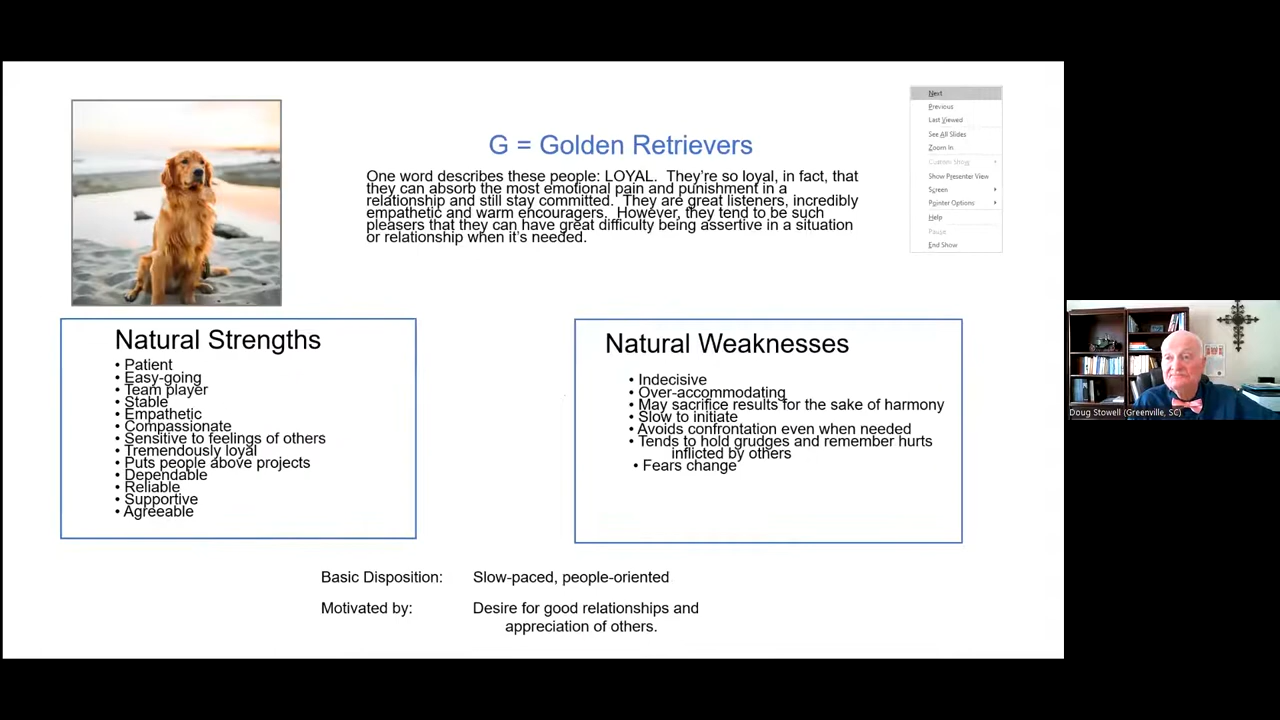 G = Golden Retrievers
One word describes these people: LOYAL. They're so loyal, in fact, that
they can absorb the most emotional pain and punishment in a
relationship and still stay committed. They are great listeners, incredibly
empathetic and warm encouragers. However, they tend to be such
pleasers that they can have great difficulty being assertive in a situation
or relationship when it's needed.
Next
Previous
Last Viewed
See All Slides
Zoom In
Custom Show
Show Presenter View
Screen
Pointer Options
Help
Pause
End Show
Natural Strengths
• Patient
• Easy-going
• Team player
• Stable
• Empathetic
• Compassionate
• Sensitive to feelings of others
• Tremendously loyal
• Puts people above projects
• Dependable
• Reliable
• Supportive
• Agreeable
Natural Weaknesses
• Indecisive
• Over-accommodating
• May sacrifice results for the sake of harmony
• Slow to initiate
• Avoids confrontation even when needed
• Tends to hold grudges and remember hurts
inflicted by others
• Fears change
Basic Disposition: Slow-paced, people-oriented
Motivated by: Desire for good relationships and
appreciation of others.
Doug Stowell (Greenville, SC)